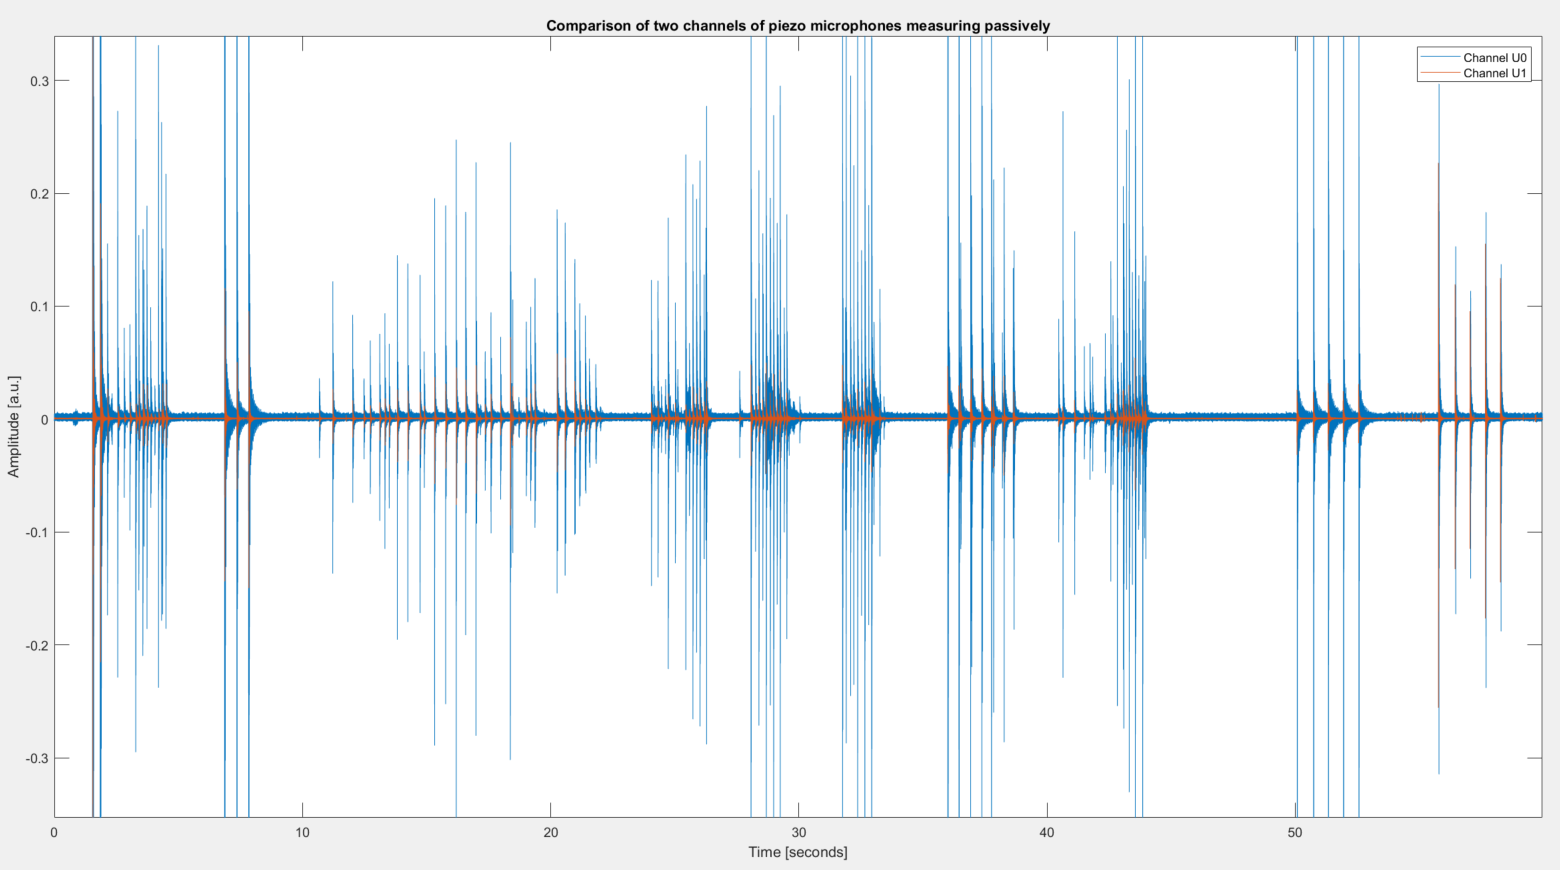 Comparison of two channels of piezo microphones measuring passively
Channel U0
Channel U1
0.3
0.2
0.1
0
-0.1
-0.2
-0.3
Amplitude [a.u.]
0
10
20
30
40
50
Time [seconds]